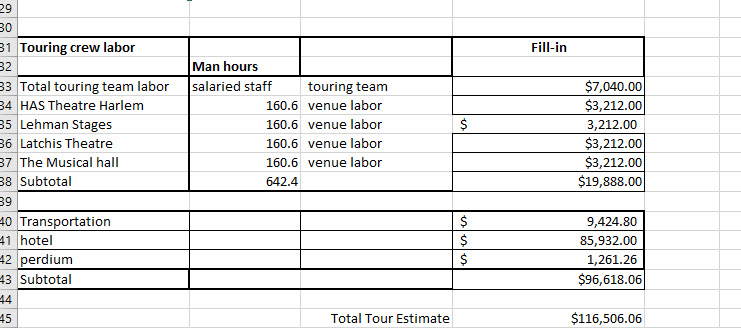 29
30
31 Touring crew labor Fill-in
32 Man hours
33 Total touring team labor salaried staff touring team $7,040.00
34 HAS Theatre Harlem 160.6 venue labor $3,212.00
35 Lehman Stages 160.6 venue labor $ 3,212.00
36 Latchis Theatre 160.6 venue labor $3,212.00
37 The Musical hall 160.6 venue labor $3,212.00
38 Subtotal 642.4 $19,888.00
39
40 Transportation $ 9,424.80
41 hotel $ 85,932.00
42 perdium $ 1,261.26
43 Subtotal $96,618.06
44
45 Total Tour Estimate $116,506.06